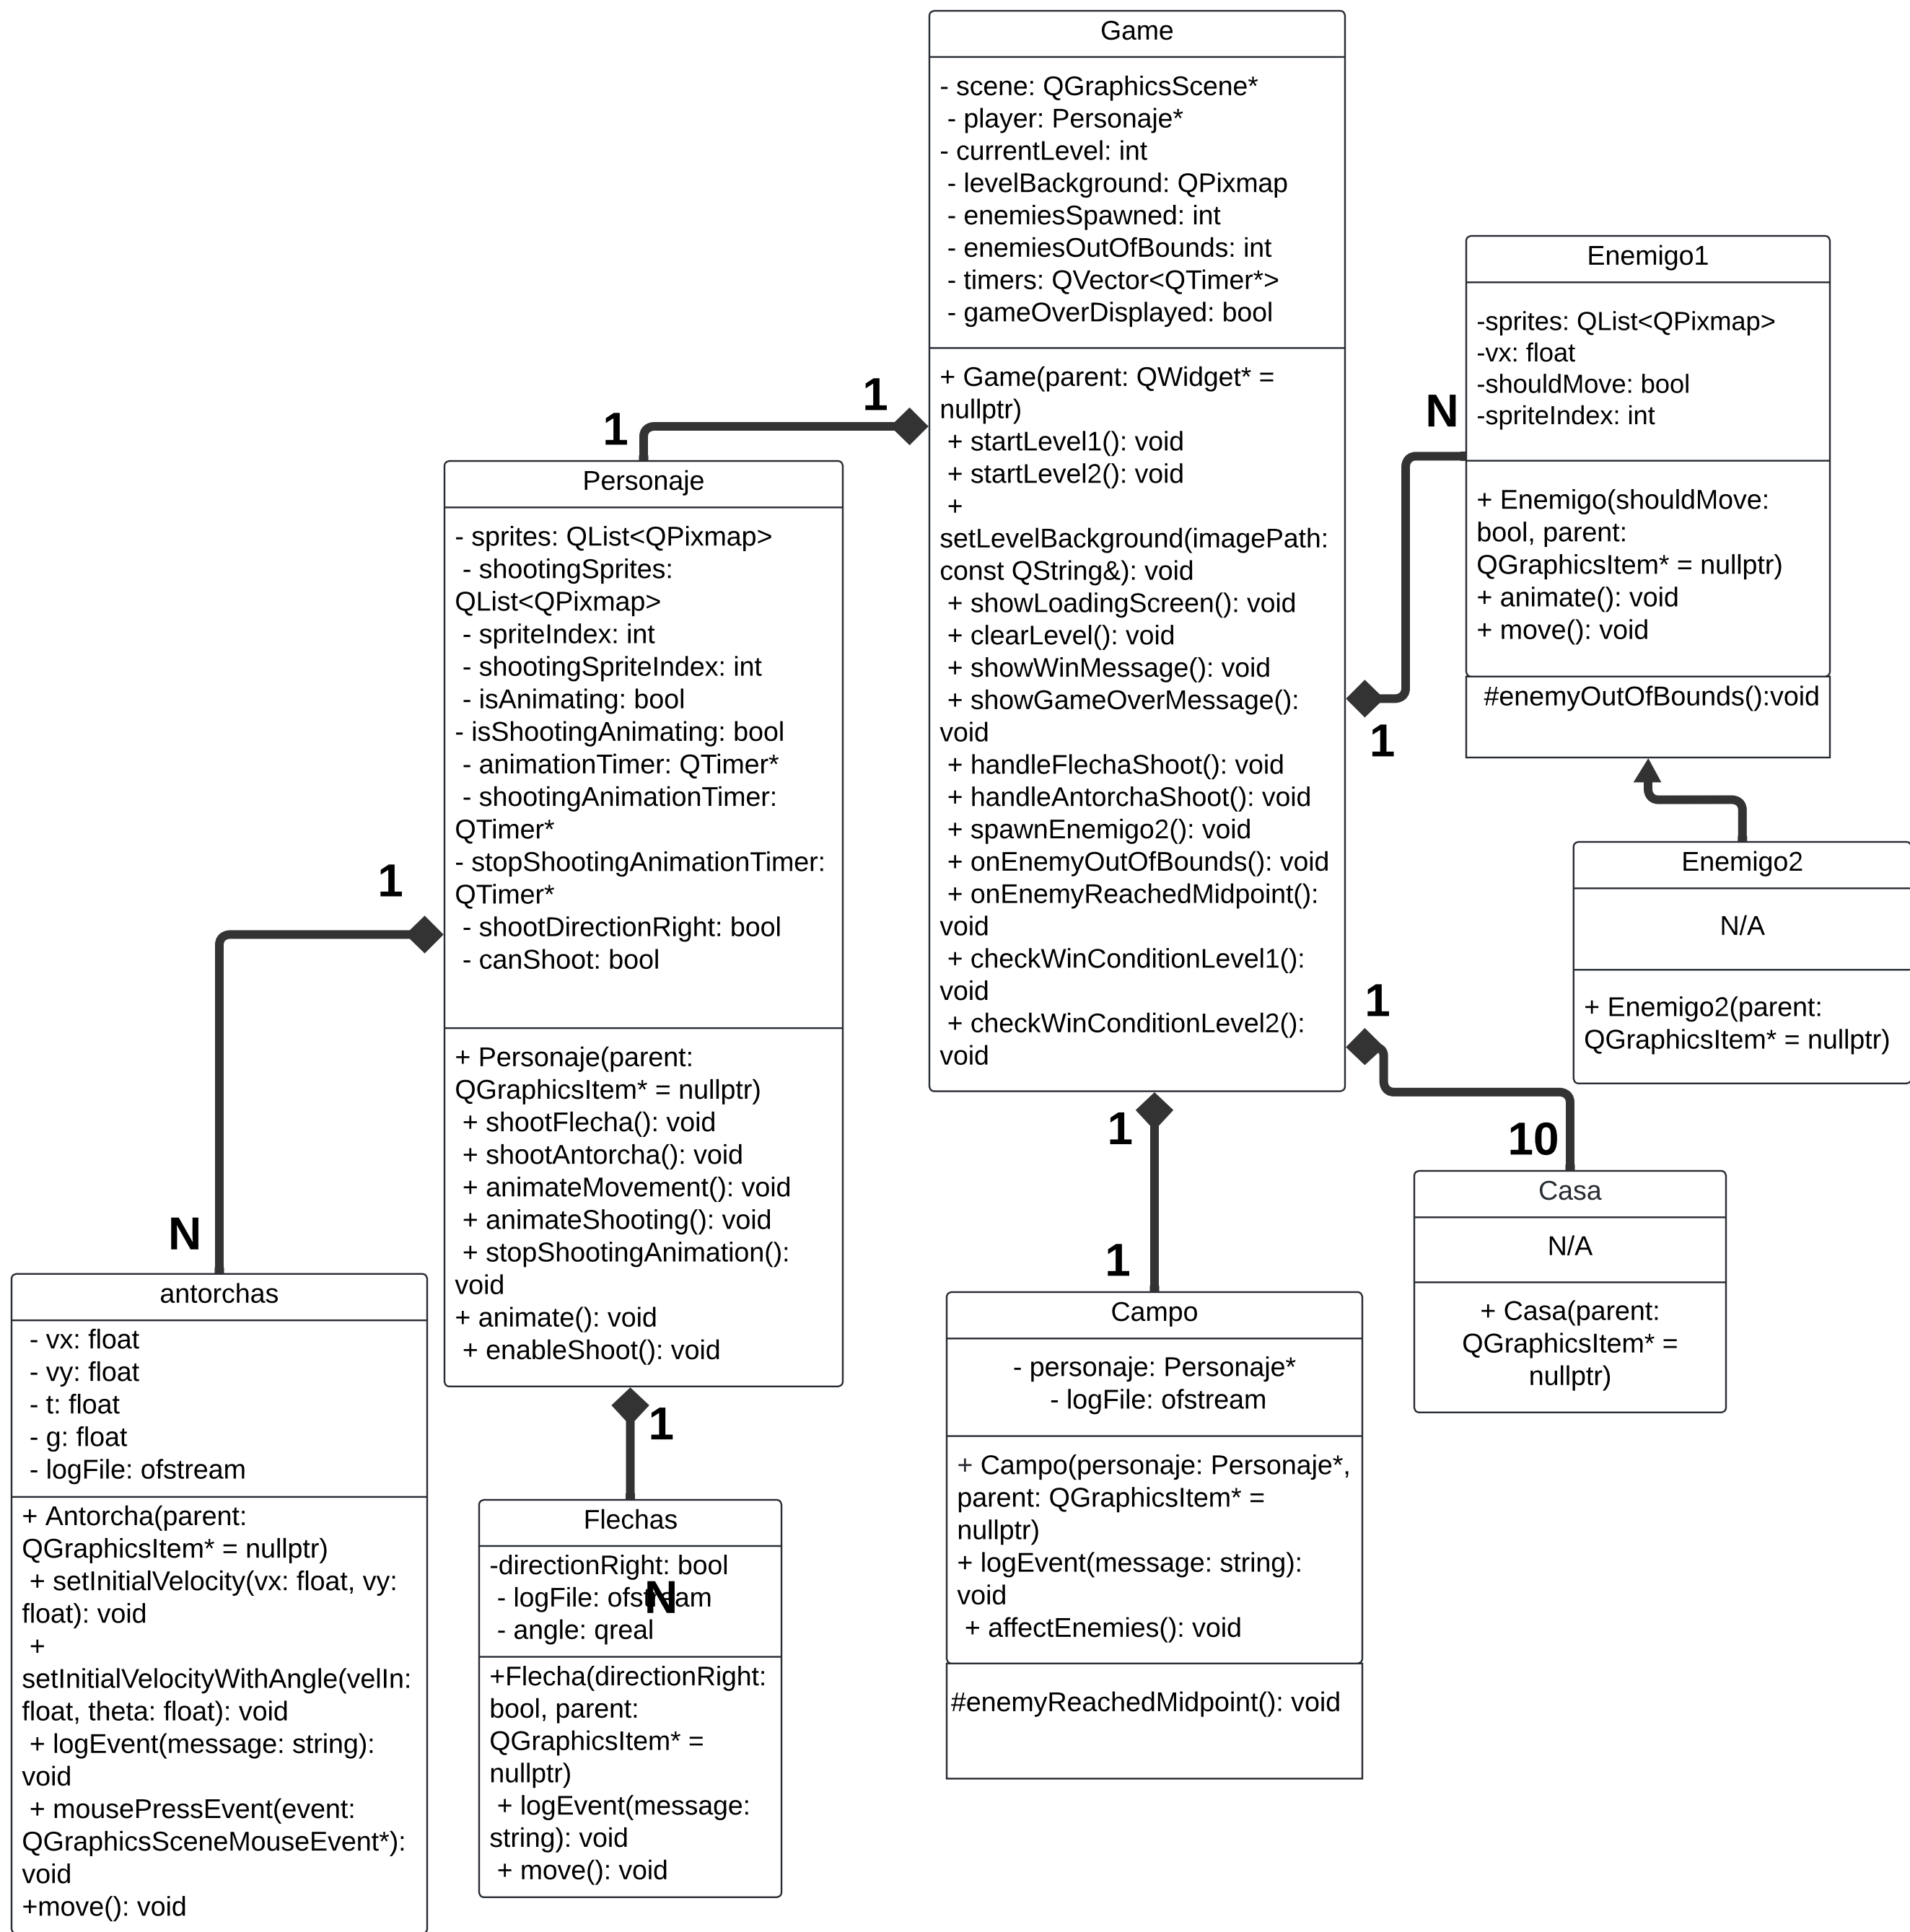 Game
- scene: QGraphicsScene*
- player: Personaje*
- currentLevel: int
- levelBackground: QPixmap
- enemiesSpawned: int
- enemiesOutOfBounds: int
- timers: QVector<QTimer*>
- gameOverDisplayed: bool
+ Game(parent: QWidget* =
nullptr)
+ startLevel1(): void
+ startLevel2(): void
+
setLevelBackground(imagePath:
const QString&): void
+ showLoadingScreen(): void
+ clearLevel(): void
+ showWinMessage(): void
+ showGameOverMessage():
void
+ handleFlechaShoot(): void
+ handleAntorchaShoot(): void
+ spawnEnemigo2(): void
+ onEnemyOutOfBounds(): void
+ onEnemyReachedMidpoint():
void
+ checkWinConditionLevel1():
void
+ checkWinConditionLevel2():
void
1
1
N
1
1
10
1
1
1
N
1
N
Enemigo1
-sprites: QList<QPixmap>
-vx: float
-shouldMove: bool
-spriteIndex: int
+ Enemigo(shouldMove:
bool, parent:
QGraphicsItem* = nullptr)
+ animate(): void
+ move(): void
#enemyOutOfBounds():void
Enemigo2
N/A
+ Enemigo2(parent:
QGraphicsItem* = nullptr)
Personaje
- sprites: QList<QPixmap>
- shootingSprites:
QList<QPixmap>
- spriteIndex: int
- shootingSpriteIndex: int
- isAnimating: bool
- isShootingAnimating: bool
- animationTimer: QTimer*
- shootingAnimationTimer:
QTimer*
- stopShootingAnimationTimer:
QTimer*
- shootDirectionRight: bool
- canShoot: bool
+ Personaje(parent:
QGraphicsItem* = nullptr)
+ shootFlecha(): void
+ shootAntorcha(): void
+ animateMovement(): void
+ animateShooting(): void
+ stopShootingAnimation():
void
+ animate(): void
+ enableShoot(): void
Casa
N/A
+ Casa(parent:
QGraphicsItem* =
nullptr)
antorchas
- vx: float
- vy: float
- t: float
- g: float
- logFile: ofstream
+ Antorcha(parent:
QGraphicsItem* = nullptr)
+ setInitialVelocity(vx: float, vy:
float): void
+
setInitialVelocityWithAngle(velIn:
float, theta: float): void
+ logEvent(message: string):
void
+ mousePressEvent(event:
QGraphicsSceneMouseEvent*):
void
+move(): void
Flechas
-directionRight: bool
- logFile: ofstream
- angle: qreal
+Flecha(directionRight:
bool, parent:
QGraphicsItem* =
nullptr)
+ logEvent(message:
string): void
+ move(): void
Campo
- personaje: Personaje*
- logFile: ofstream
+ Campo(personaje: Personaje*,
parent: QGraphicsItem* =
nullptr)
+ logEvent(message: string):
void
+ affectEnemies(): void
#enemyReachedMidpoint(): void